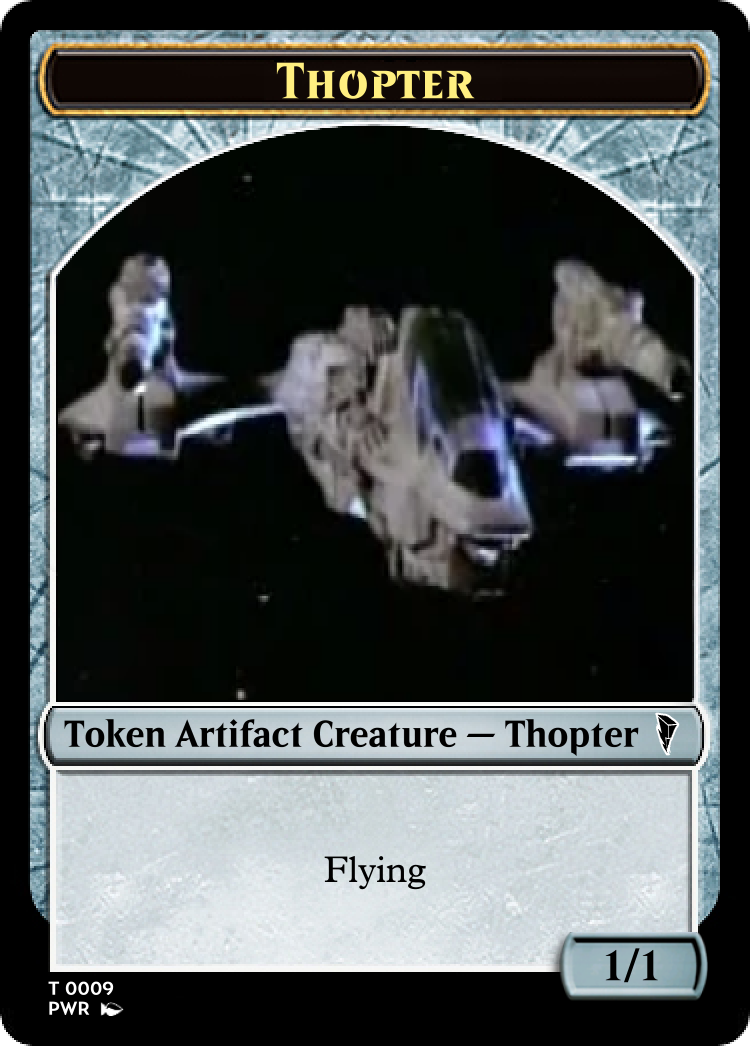 Thopter
Token Artifact Creature — Thopter
Flying
1/1
T 0009
PWR